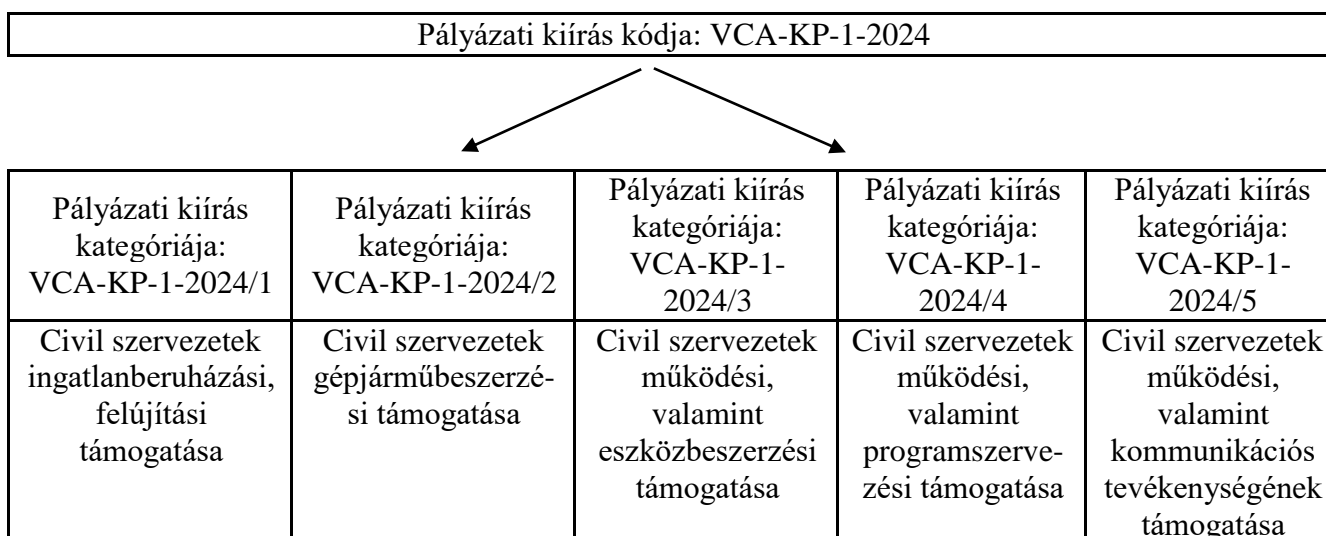 Pályázati kiírás kódja: VCA-KP-1-2024
Pályázati kiírás
kategóriája:
VCA-KP-1-2024/1
Pályázati kiírás
kategóriája:
VCA-KP-1-2024/2
Pályázati kiírás
kategóriája:
VCA-KP-1-
2024/3
Pályázati kiírás
kategóriája:
VCA-KP-1-
2024/4
Pályázati kiírás
kategóriája:
VCA-KP-1-
2024/5
Civil szervezetek
ingatlanberuházási,
felújítási
támogatása
Civil szervezetek
gépjárműbeszerzé-
si támogatása
Civil szervezetek
működési,
valamint
eszközbeszerzési
támogatása
Civil szervezetek
működési,
valamint
programszerve-
zési támogatása
Civil szervezetek
működési,
valamint
kommunikációs
tevékenységének
támogatása